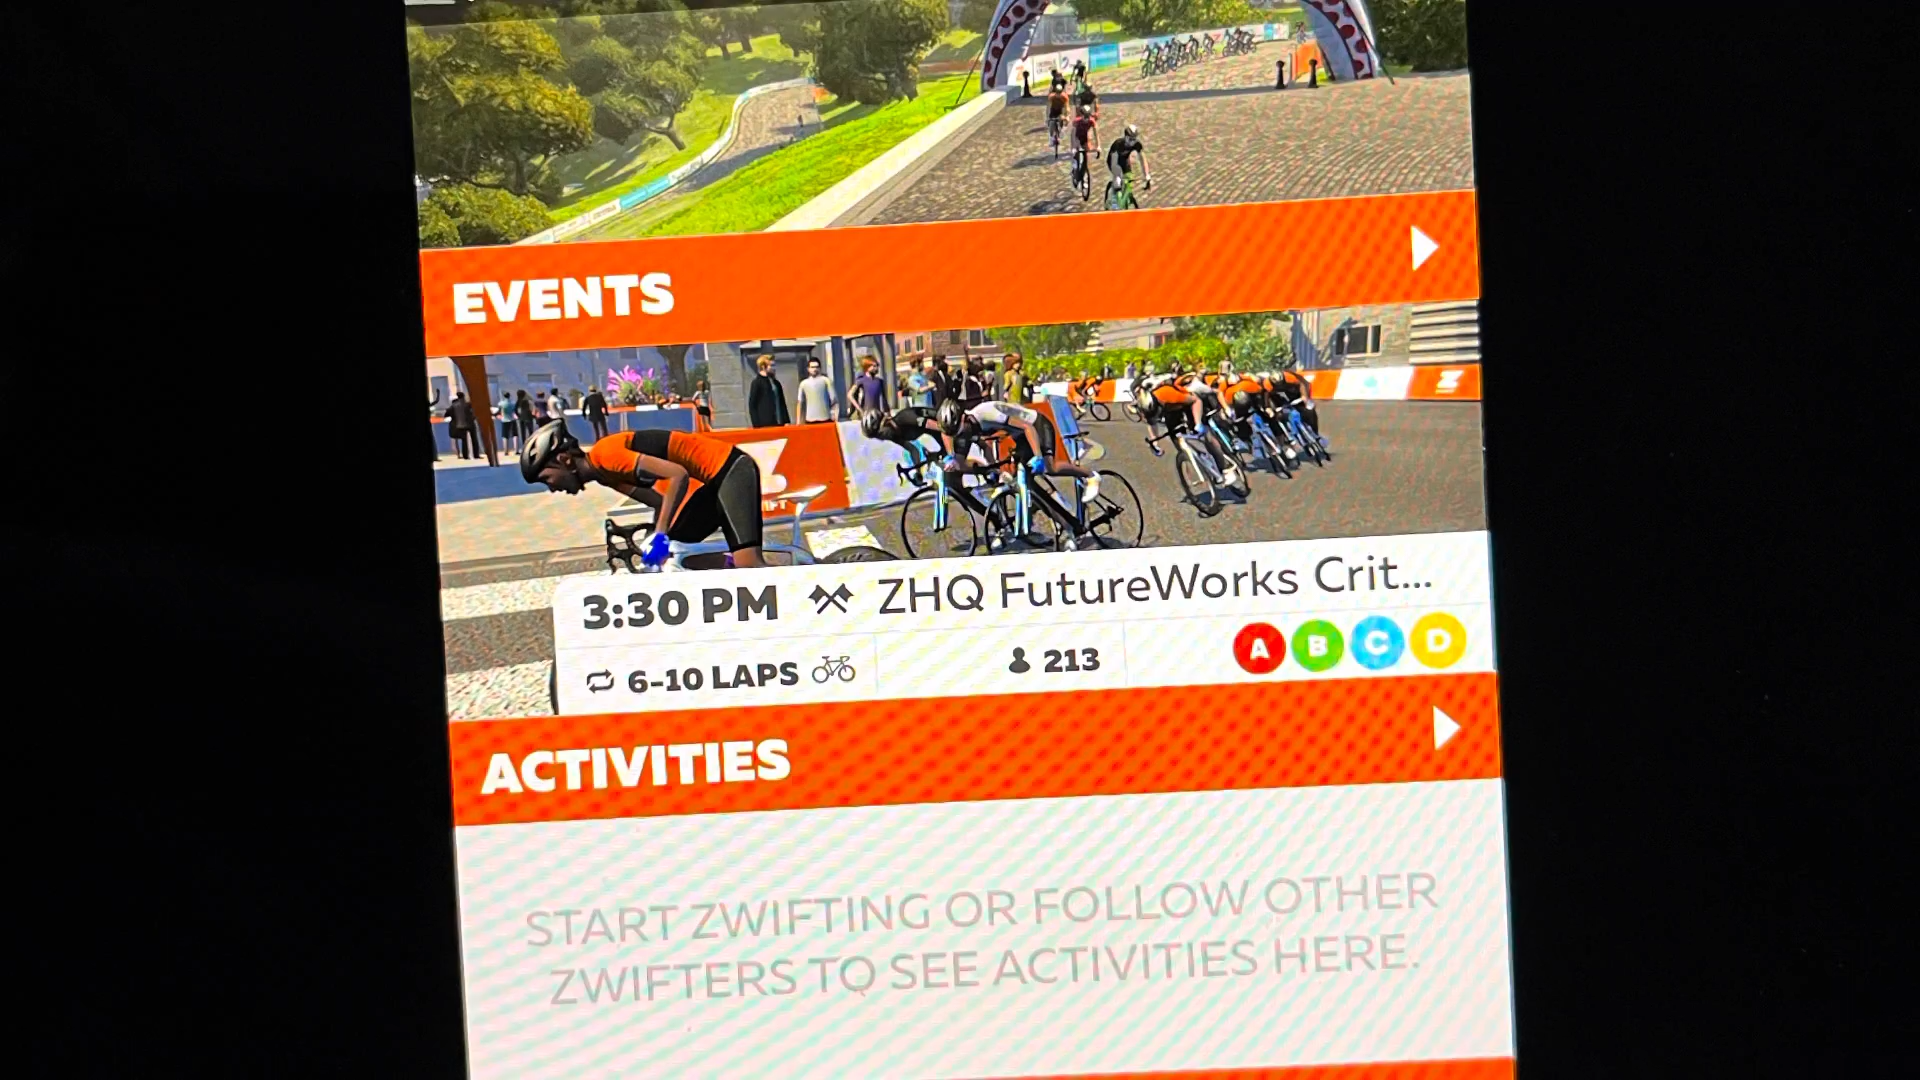 EVENTS
3:30 PM ZHQ FutureWorks Crit...
6-10 LAPS 213 A B C D
ACTIVITIES
START ZWIFTING OR FOLLOW OTHER
ZWIFTERS TO SEE ACTIVITIES HERE.